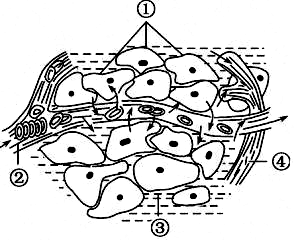 ①
②
④
③